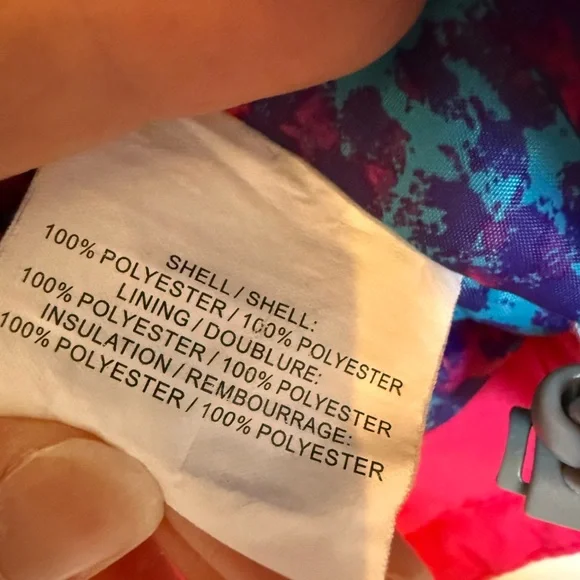 SHELL / SHELL:
100% POLYESTER / 100% POLYESTER
LINING / DOUBLURE:
100% POLYESTER / 100% POLYESTER
INSULATION / REMBOURRAGE:
100% POLYESTER / 100% POLYESTER